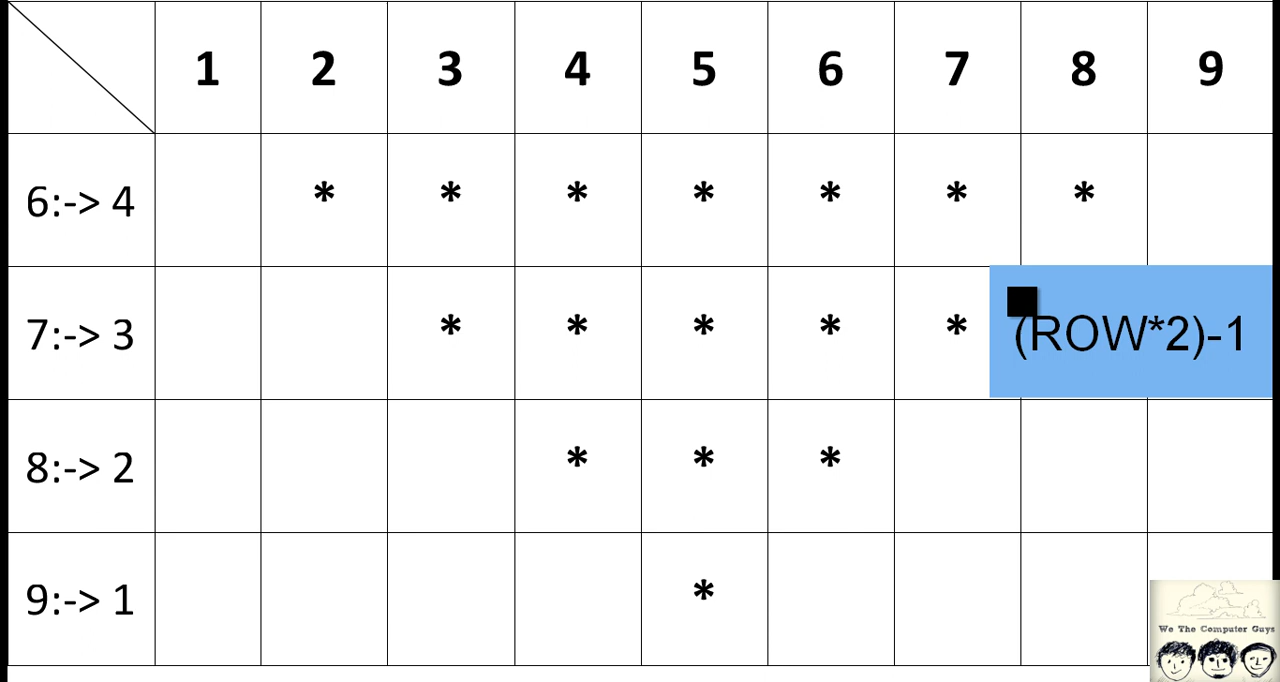 1 2 3 4 5 6 7 8 9
6:-> 4 * * * * * * *
7:-> 3 * * * * * (ROW*2)-1
8:-> 2 * * *
9:-> 1 *
We The Computer Guys